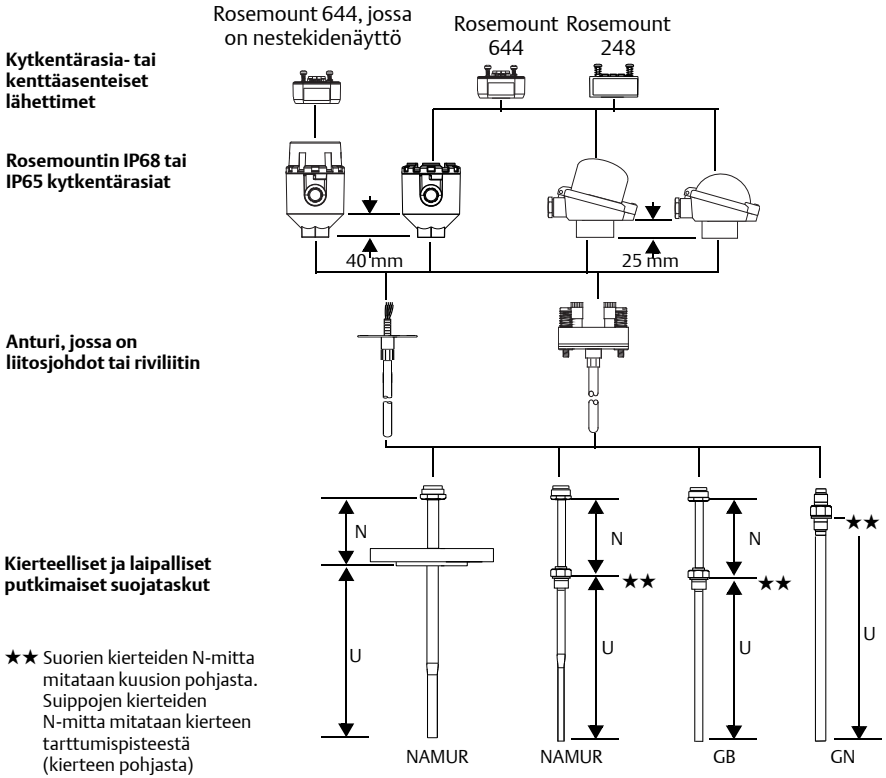 Rosemount 644, jossa
on nestekidenäyttö
Rosemount
644
Rosemount
248
Kytkentärasia- tai
kenttäasenteiset
lähettimet
Rosemountin IP68 tai
IP65 kytkentärasiat
40 mm
25 mm
Anturi, jossa on
liitosjohdot tai riviliitin
N
N
N
★★
★★
★★
Kierteelliset ja laipalliset
putkimaiset suojataskut
U
U
U
U
★★ Suorien kierteiden N-mitta
mitataan kuusion pohjasta.
Suippojen kierteiden
N-mitta mitataan kierteen
tarttumispisteestä
(kierteen pohjasta)
NAMUR
NAMUR
GB
GN